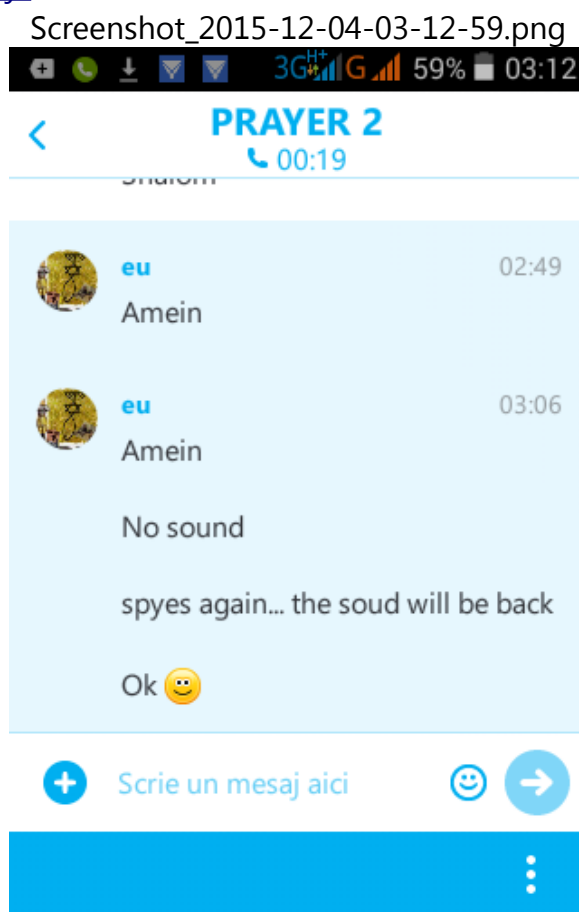 Screenshot_2015-12-04-03-12-59.png
3G H+ G 59% 03:12
PRAYER 2
00:19
Shalom
eu 02:49
Amein
eu 03:06
Amein
No sound
spyes again... the soud will be back
Ok
Scrie un mesaj aici